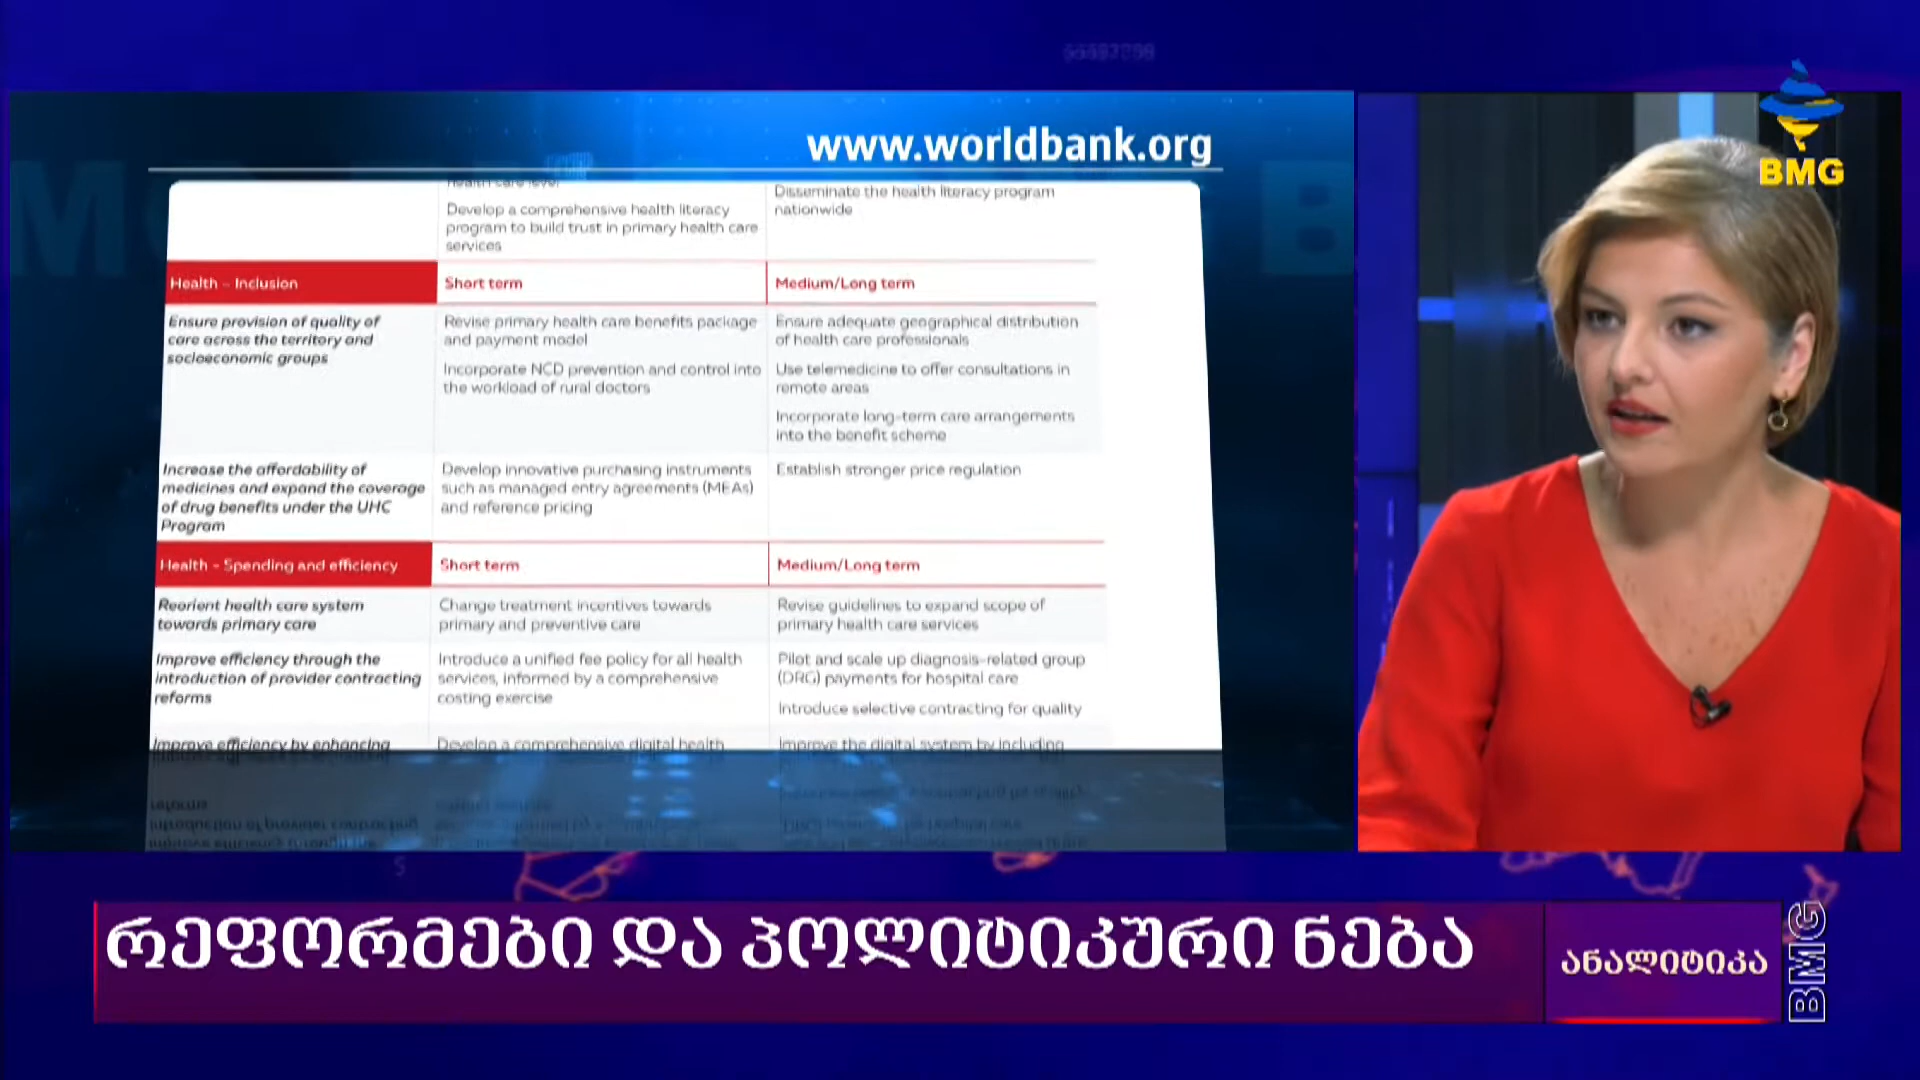 www.worldbank.org
BMG
Disseminate the health literacy program
nationwide
Develop a comprehensive health literacy
program to build trust in primary health care
services
Health – Inclusion
Short term
Medium/Long term
Ensure provision of quality of
care across the territory and
socioeconomic groups
Revise primary health care benefits package
and payment model
Incorporate NCD prevention and control into
the workload of rural doctors
Ensure adequate geographical distribution
of health care professionals
Use telemedicine to offer consultations in
remote areas
Incorporate long-term care arrangements
into the benefit scheme
Increase the affordability of
medicines and expand the coverage
of drug benefits under the UHC
Program
Develop innovative purchasing instruments
such as managed entry agreements (MEAs)
and reference pricing
Establish stronger price regulation
Health – Spending and efficiency
Short term
Medium/Long term
Reorient health care system
towards primary care
Change treatment incentives towards
primary and preventive care
Revise guidelines to expand scope of
primary health care services
Improve efficiency through the
introduction of provider contracting
reforms
Introduce a unified fee policy for all health
services, informed by a comprehensive
costing exercise
Pilot and scale up diagnosis-related group
(DRG) payments for hospital care
Introduce selective contracting for quality
Improve efficiency by enhancing
Develop a comprehensive digital health
Improve the digital system by including
რეფორმები და პოლიტიკური ნება
ანალიტიკა
BMG